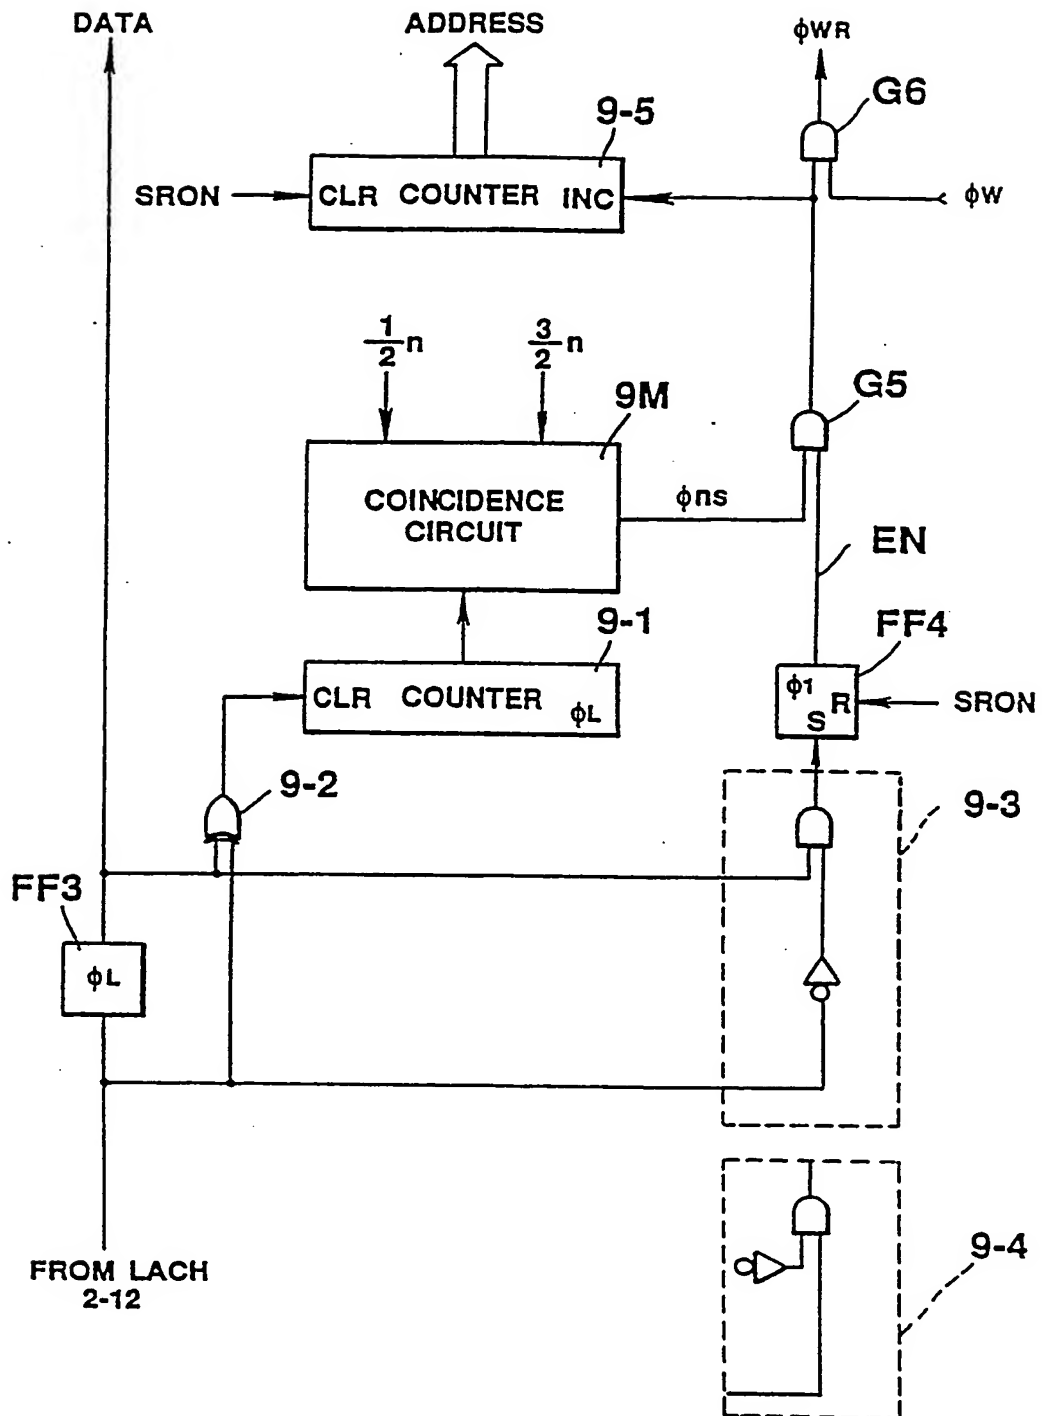 DATA
ADDRESS
ϕWR
G6
9-5
SRON
CLR COUNTER INC
ϕW
1/2 n
3/2 n
9M
G5
COINCIDENCE
CIRCUIT
ϕns
EN
9-1
FF4
CLR COUNTER ϕL
ϕ1
S
R
SRON
9-2
9-3
FF3
ϕL
FROM LACH
2-12
9-4